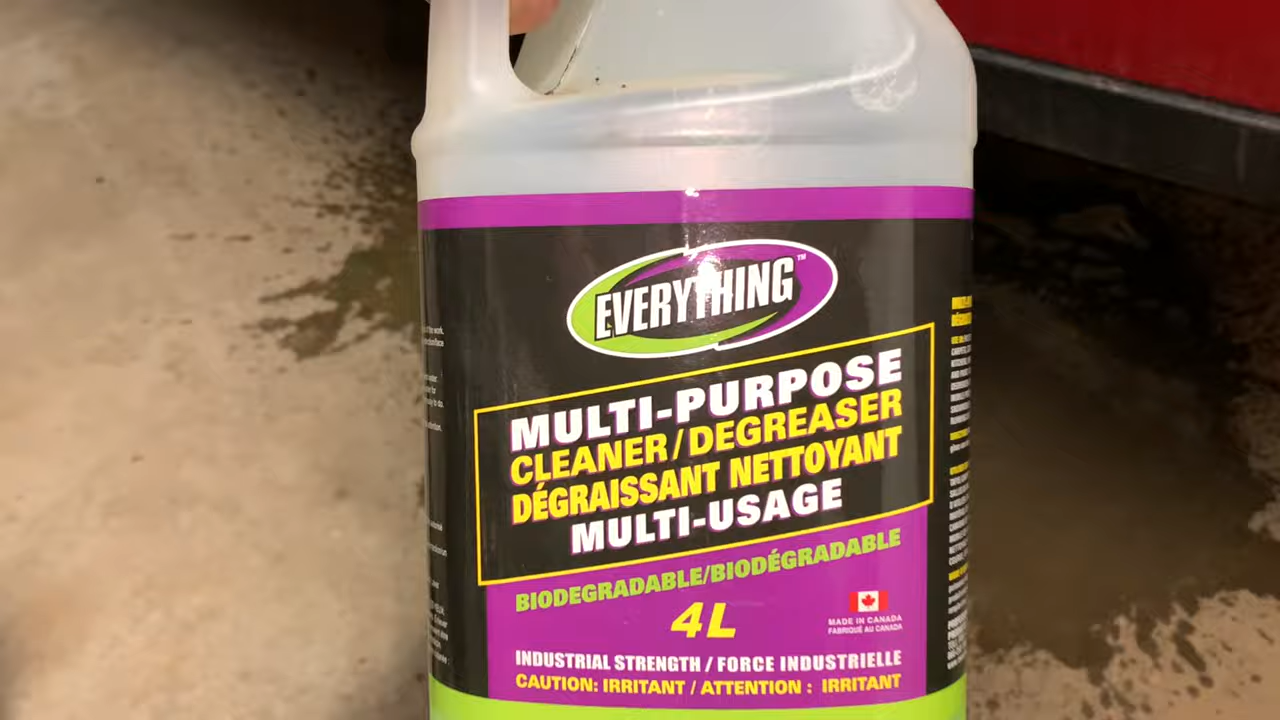 EVERYTHING™
MULTI-PURPOSE
CLEANER/DEGREASER
DÉGRAISSANT NETTOYANT
MULTI-USAGE
BIODEGRADABLE/BIODÉGRADABLE
4L
MADE IN CANADA
FABRIQUÉ AU CANADA
INDUSTRIAL STRENGTH / FORCE INDUSTRIELLE
CAUTION: IRRITANT / ATTENTION : IRRITANT